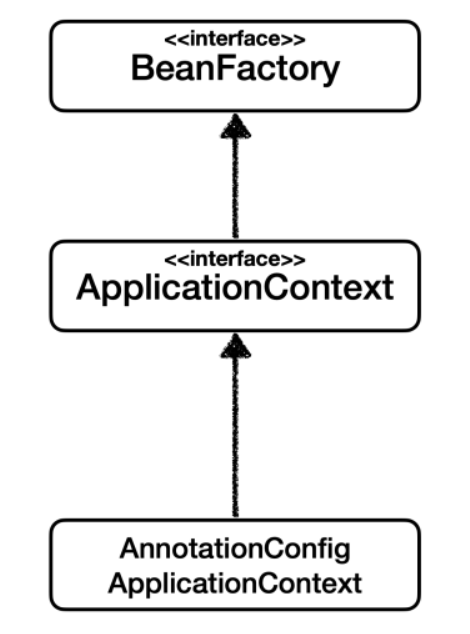 <<interface>>
BeanFactory
<<interface>>
ApplicationContext
AnnotationConfig
ApplicationContext